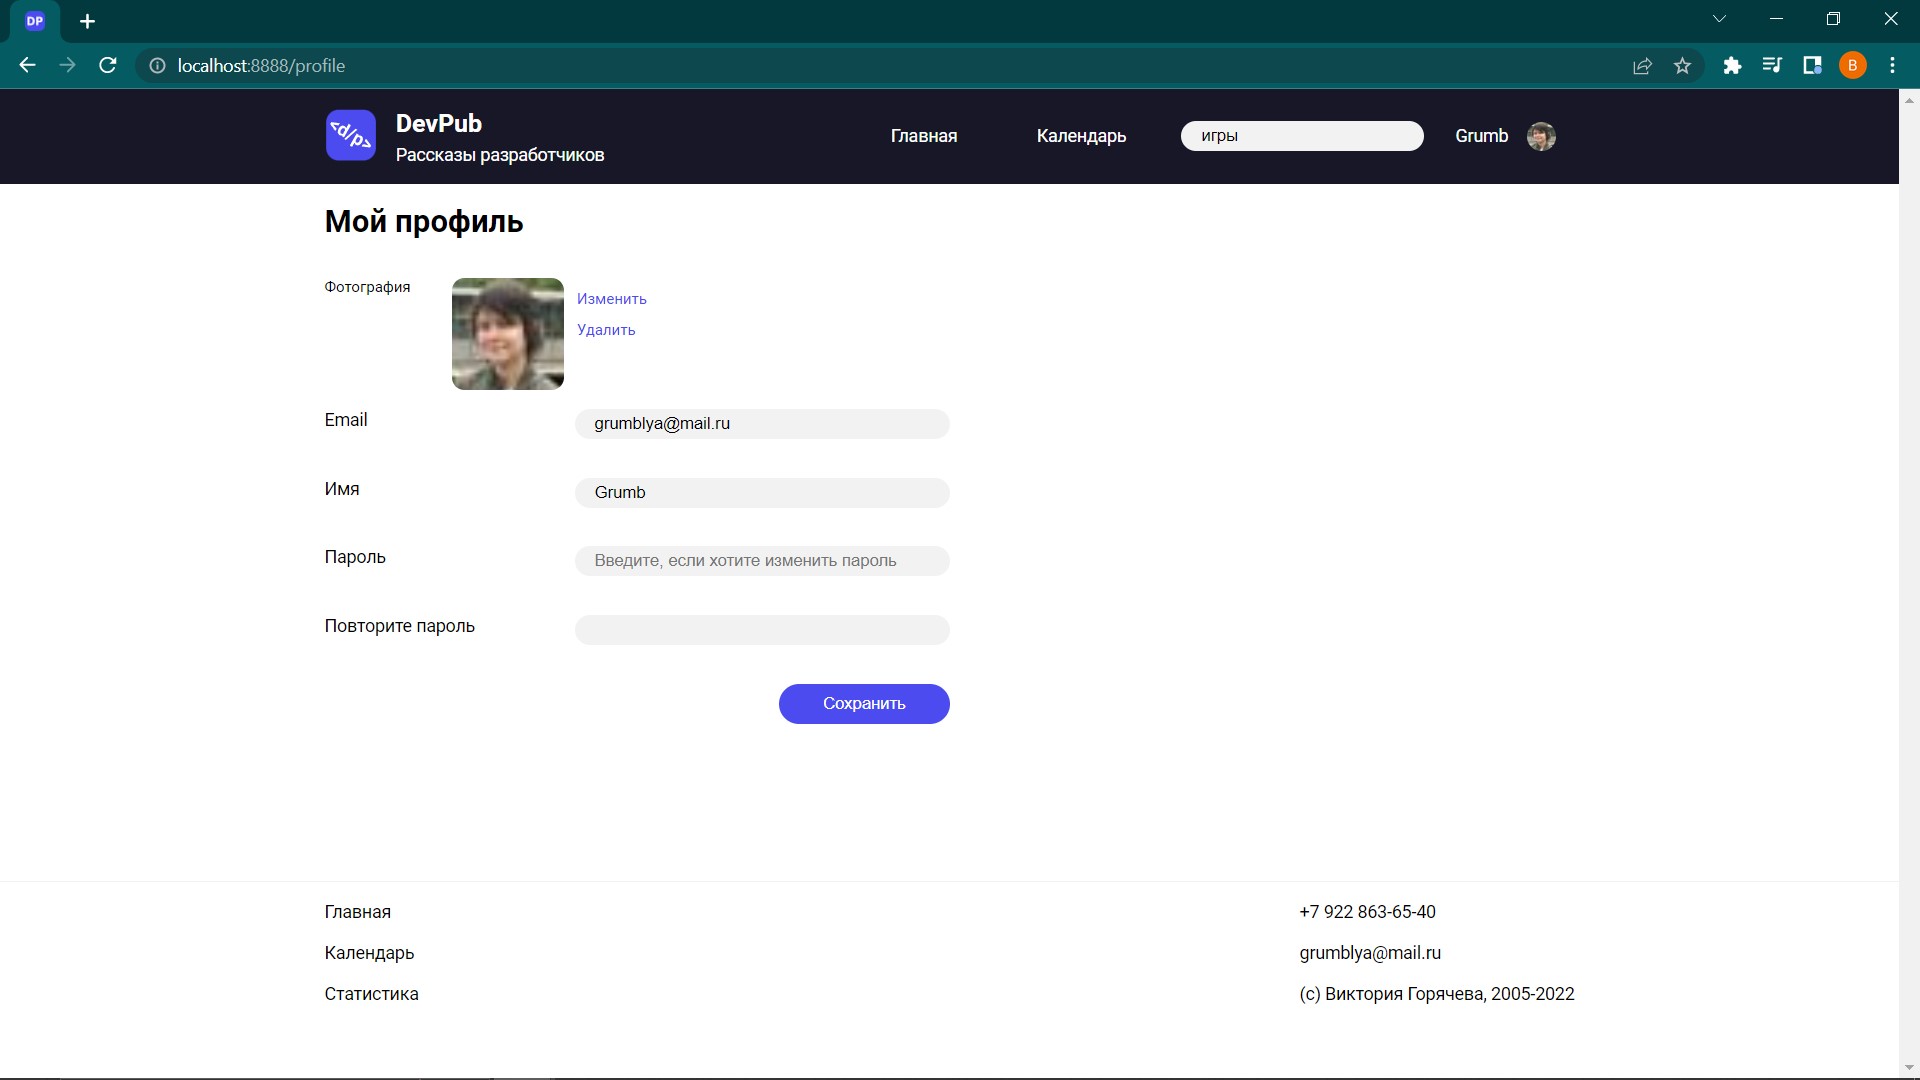 DP
localhost:8888/profile
B
<d/p>
DevPub
Рассказы разработчиков
Главная
Календарь
игры
Grumb
Мой профиль
Фотография
Изменить
Удалить
Email
grumblya@mail.ru
Имя
Grumb
Пароль
Введите, если хотите изменить пароль
Повторите пароль
Сохранить
Главная
+7 922 863-65-40
Календарь
grumblya@mail.ru
Статистика
(c) Виктория Горячева, 2005-2022